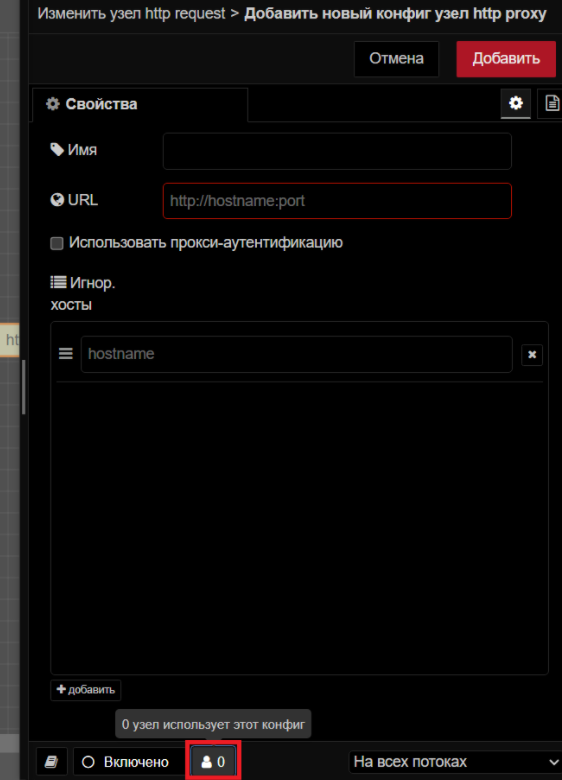 Изменить узел http request > Добавить новый конфиг узел http proxy
Отмена
Добавить
Свойства
Имя
URL
http://hostname:port
Использовать прокси-аутентификацию
Игнор.
хосты
ht
hostname
добавить
0 узел использует этот конфиг
Включено
0
На всех потоках